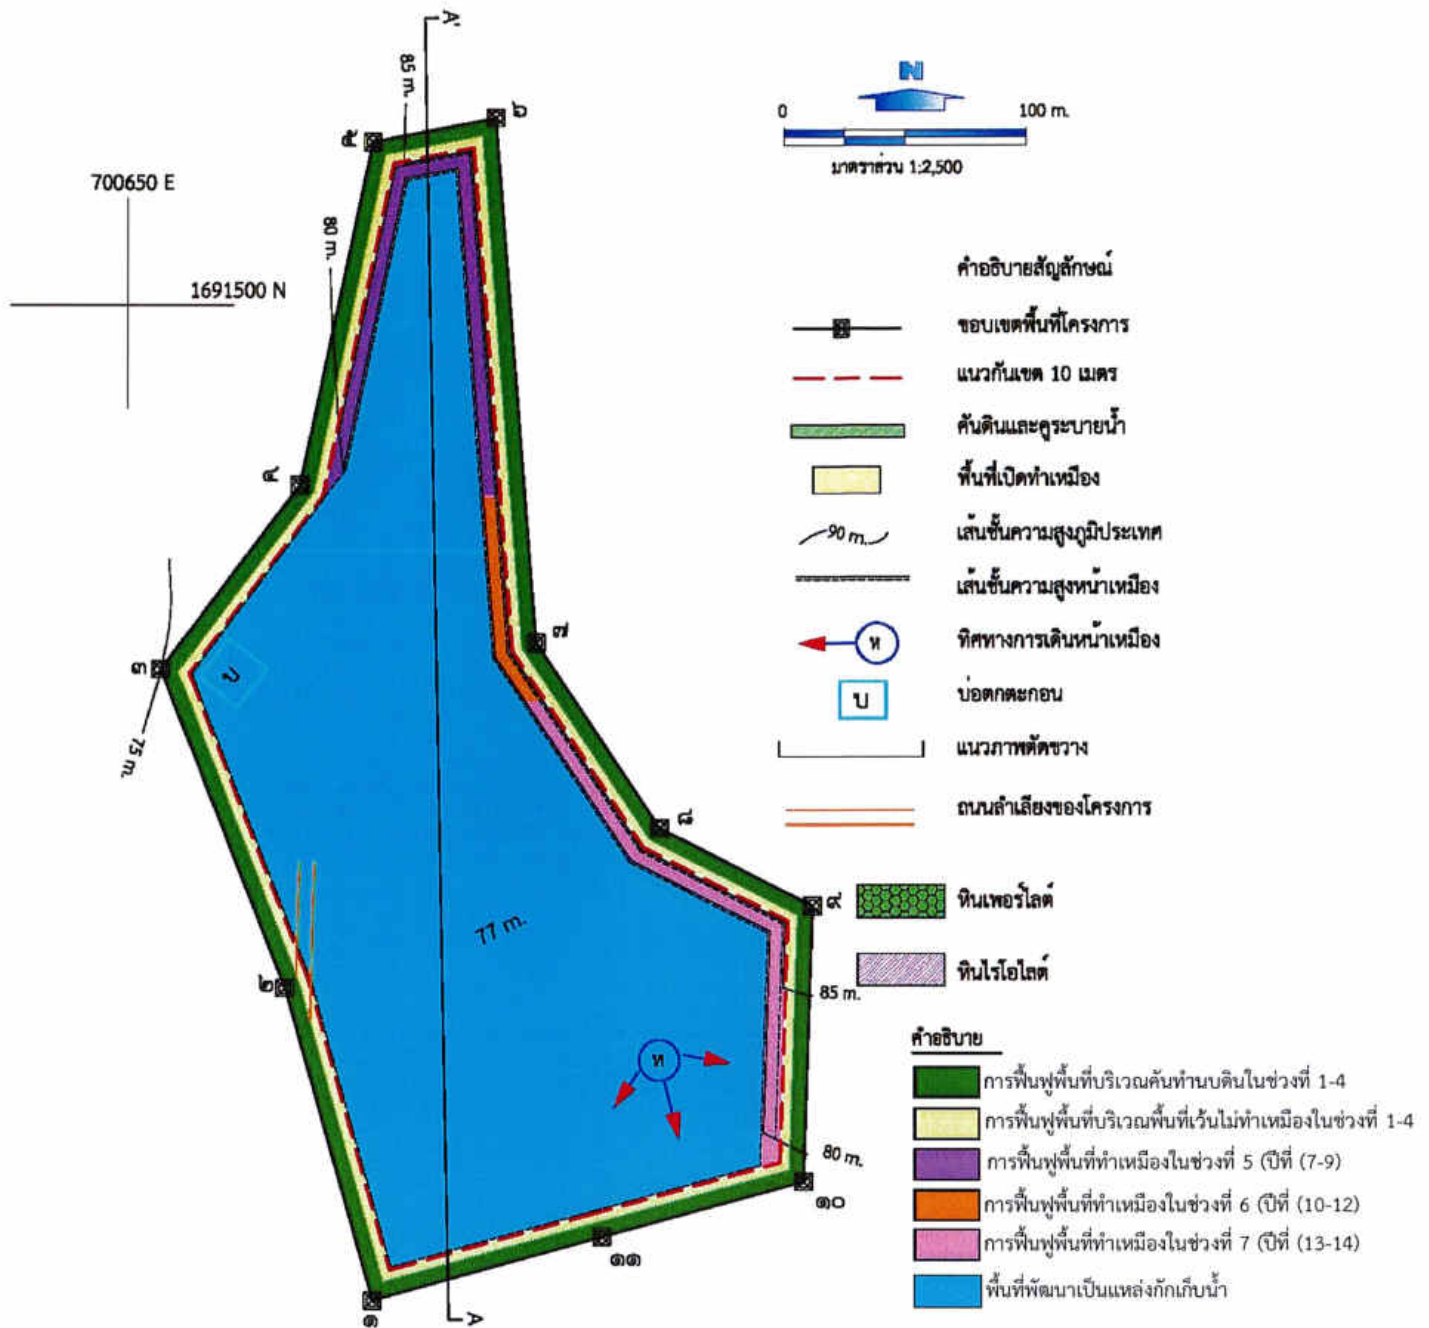 A'
85 m.
๕
๖
N
0
100 m.
มาตราส่วน 1:2,500
700650 E
80 m.
1691500 N
คำอธิบายสัญลักษณ์
ขอบเขตพื้นที่โครงการ
แนวกันเขต 10 เมตร
คันดินและคูระบายน้ำ
พื้นที่เปิดทำเหมือง
90 m.
เส้นชั้นความสูงภูมิประเทศ
เส้นชั้นความสูงหน้าเหมือง
ห
ทิศทางการเดินหน้าเหมือง
บ
บ่อตกตะกอน
แนวภาพตัดขวาง
ถนนลำเลียงของโครงการ
หินเพอร์ไลต์
หินไรโอไลต์
๔
๗
๓
บ
75 m.
๘
๙
77 m.
๒
85 m.
ห
80 m.
๑๐
๑๑
๑
A
คำอธิบาย
การฟื้นฟูพื้นที่บริเวณคันทำนบดินในช่วงที่ 1-4
การฟื้นฟูพื้นที่บริเวณพื้นที่เว้นไม่ทำเหมืองในช่วงที่ 1-4
การฟื้นฟูพื้นที่ทำเหมืองในช่วงที่ 5 (ปีที่ (7-9)
การฟื้นฟูพื้นที่ทำเหมืองในช่วงที่ 6 (ปีที่ (10-12)
การฟื้นฟูพื้นที่ทำเหมืองในช่วงที่ 7 (ปีที่ (13-14)
พื้นที่พัฒนาเป็นแหล่งกักเก็บน้ำ